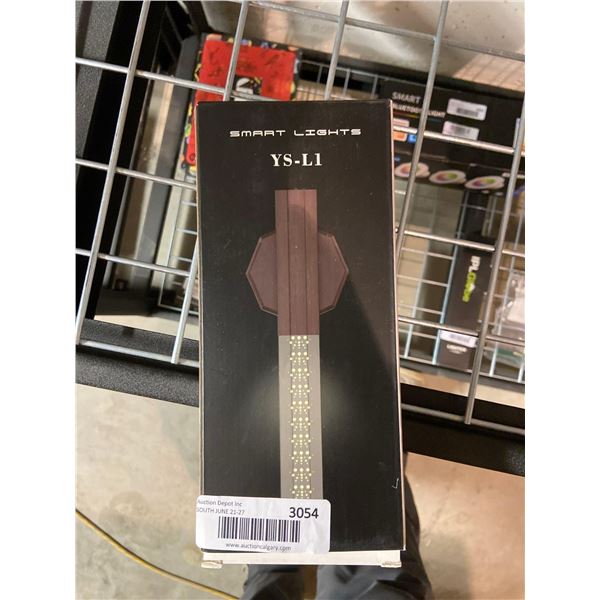 SMART LIGHTS
YS-L1
SMART
Auction Depot Inc
SOUTH JUNE 21-27
3054
www.auctioncalgary.com